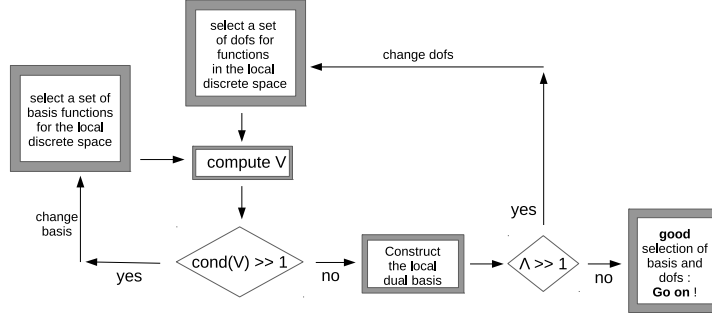 select a set
of dofs for
functions
in the local
discrete space
change dofs
select a set of
basis functions
for the local
discrete space
compute V
change
basis
yes
cond(V) >> 1
no
Construct
the local
dual basis
Λ >> 1
yes
no
good
selection of
basis and
dofs :
Go on !